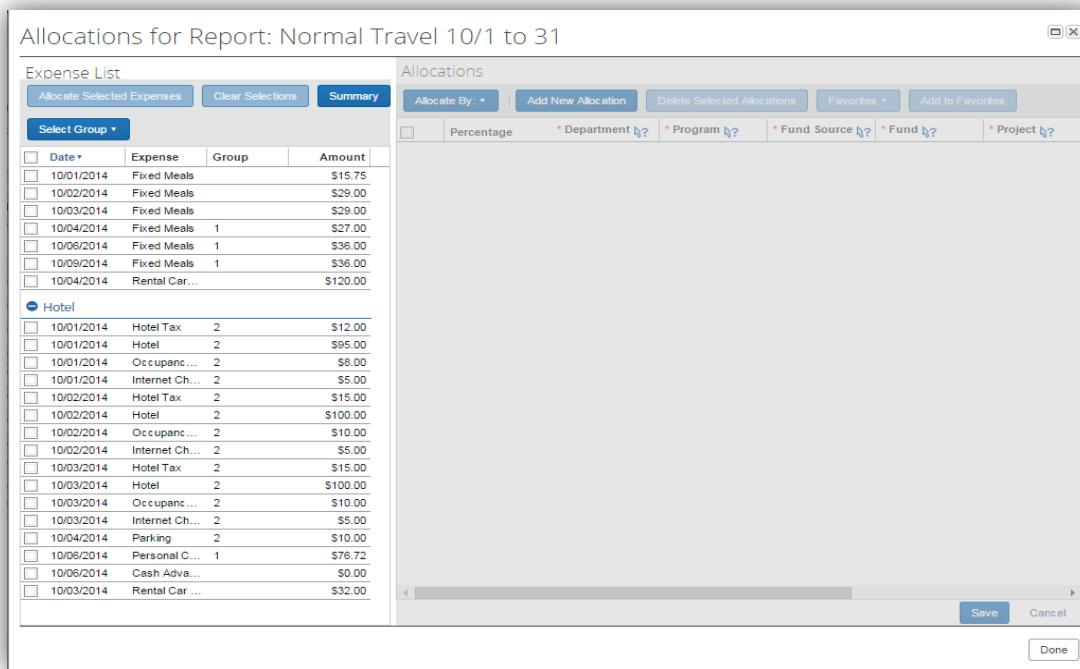 Allocations for Report: Normal Travel 10/1 to 31
Expense List
Allocate Selected Expenses Clear Selections Summary
Select Group
Date Expense Group Amount
10/01/2014 Fixed Meals $15.75
10/02/2014 Fixed Meals $29.00
10/03/2014 Fixed Meals $29.00
10/04/2014 Fixed Meals 1 $27.00
10/06/2014 Fixed Meals 1 $36.00
10/09/2014 Fixed Meals 1 $36.00
10/04/2014 Rental Car... $120.00
Hotel
10/01/2014 Hotel Tax 2 $12.00
10/01/2014 Hotel 2 $95.00
10/01/2014 Occupanc... 2 $8.00
10/01/2014 Internet Ch... 2 $5.00
10/02/2014 Hotel Tax 2 $15.00
10/02/2014 Hotel 2 $100.00
10/02/2014 Occupanc... 2 $10.00
10/02/2014 Internet Ch... 2 $5.00
10/03/2014 Hotel Tax 2 $15.00
10/03/2014 Hotel 2 $100.00
10/03/2014 Occupanc... 2 $10.00
10/03/2014 Internet Ch... 2 $5.00
10/04/2014 Parking 2 $10.00
10/06/2014 Personal C... 1 $76.72
10/06/2014 Cash Adva... $0.00
10/03/2014 Rental Car ... $32.00
Allocations
Allocate By: Add New Allocation Delete Selected Allocations Favorites Add to Favorites
Percentage * Department ? * Program ? * Fund Source ? * Fund ? * Project ?
Save Cancel
Done